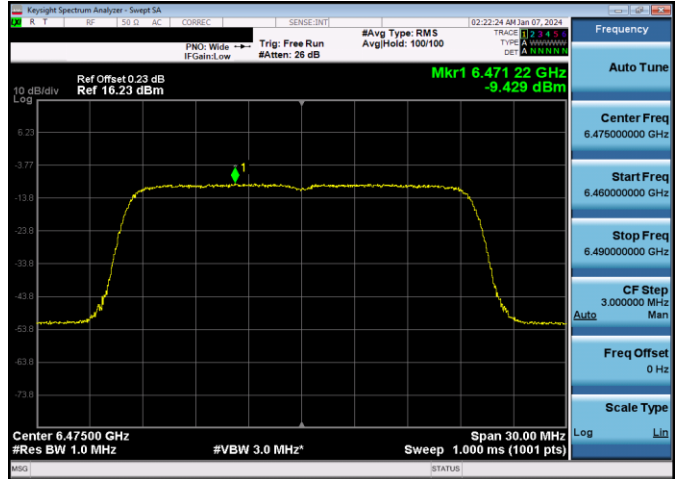 Keysight Spectrum Analyzer - Swept SA
R T RF 50 Ω AC CORREC SENSE:INT 02:22:24 AM Jan 07, 2024
PNO: Wide Trig: Free Run #Avg Type: RMS TRACE 1 2 3 4 5 6
IFGain:Low #Atten: 26 dB Avg|Hold: 100/100 TYPE A WWWWW
DET A NNNNN
Ref Offset 0.23 dB Mkr1 6.471 22 GHz
10 dB/div Ref 16.23 dBm -9.429 dBm
Log
1
6.23
-3.77
-13.8
-23.8
-33.8
-43.8
-53.8
-63.8
-73.8
Center 6.47500 GHz Span 30.00 MHz
#Res BW 1.0 MHz #VBW 3.0 MHz* Sweep 1.000 ms (1001 pts)
MSG STATUS
Frequency
Auto Tune
Center Freq
6.475000000 GHz
Start Freq
6.460000000 GHz
Stop Freq
6.490000000 GHz
CF Step
3.000000 MHz
Auto Man
Freq Offset
0 Hz
Scale Type
Log Lin